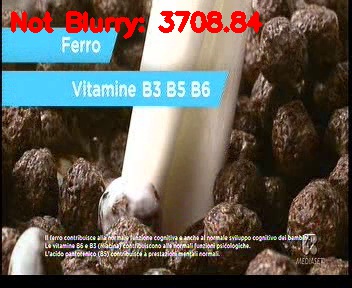 Not Blurry: 3708.84
Ferro
Vitamine B3 B5 B6
Il ferro contribuisce alla normale funzione cognitiva e anche al normale sviluppo cognitivo dei bambini.
Le vitamine B6 e B3 (Niacina) contribuiscono alle normali funzioni psicologiche.
L'acido pantotenico (B5) contribuisce a prestazioni mentali normali.
MEDIASET